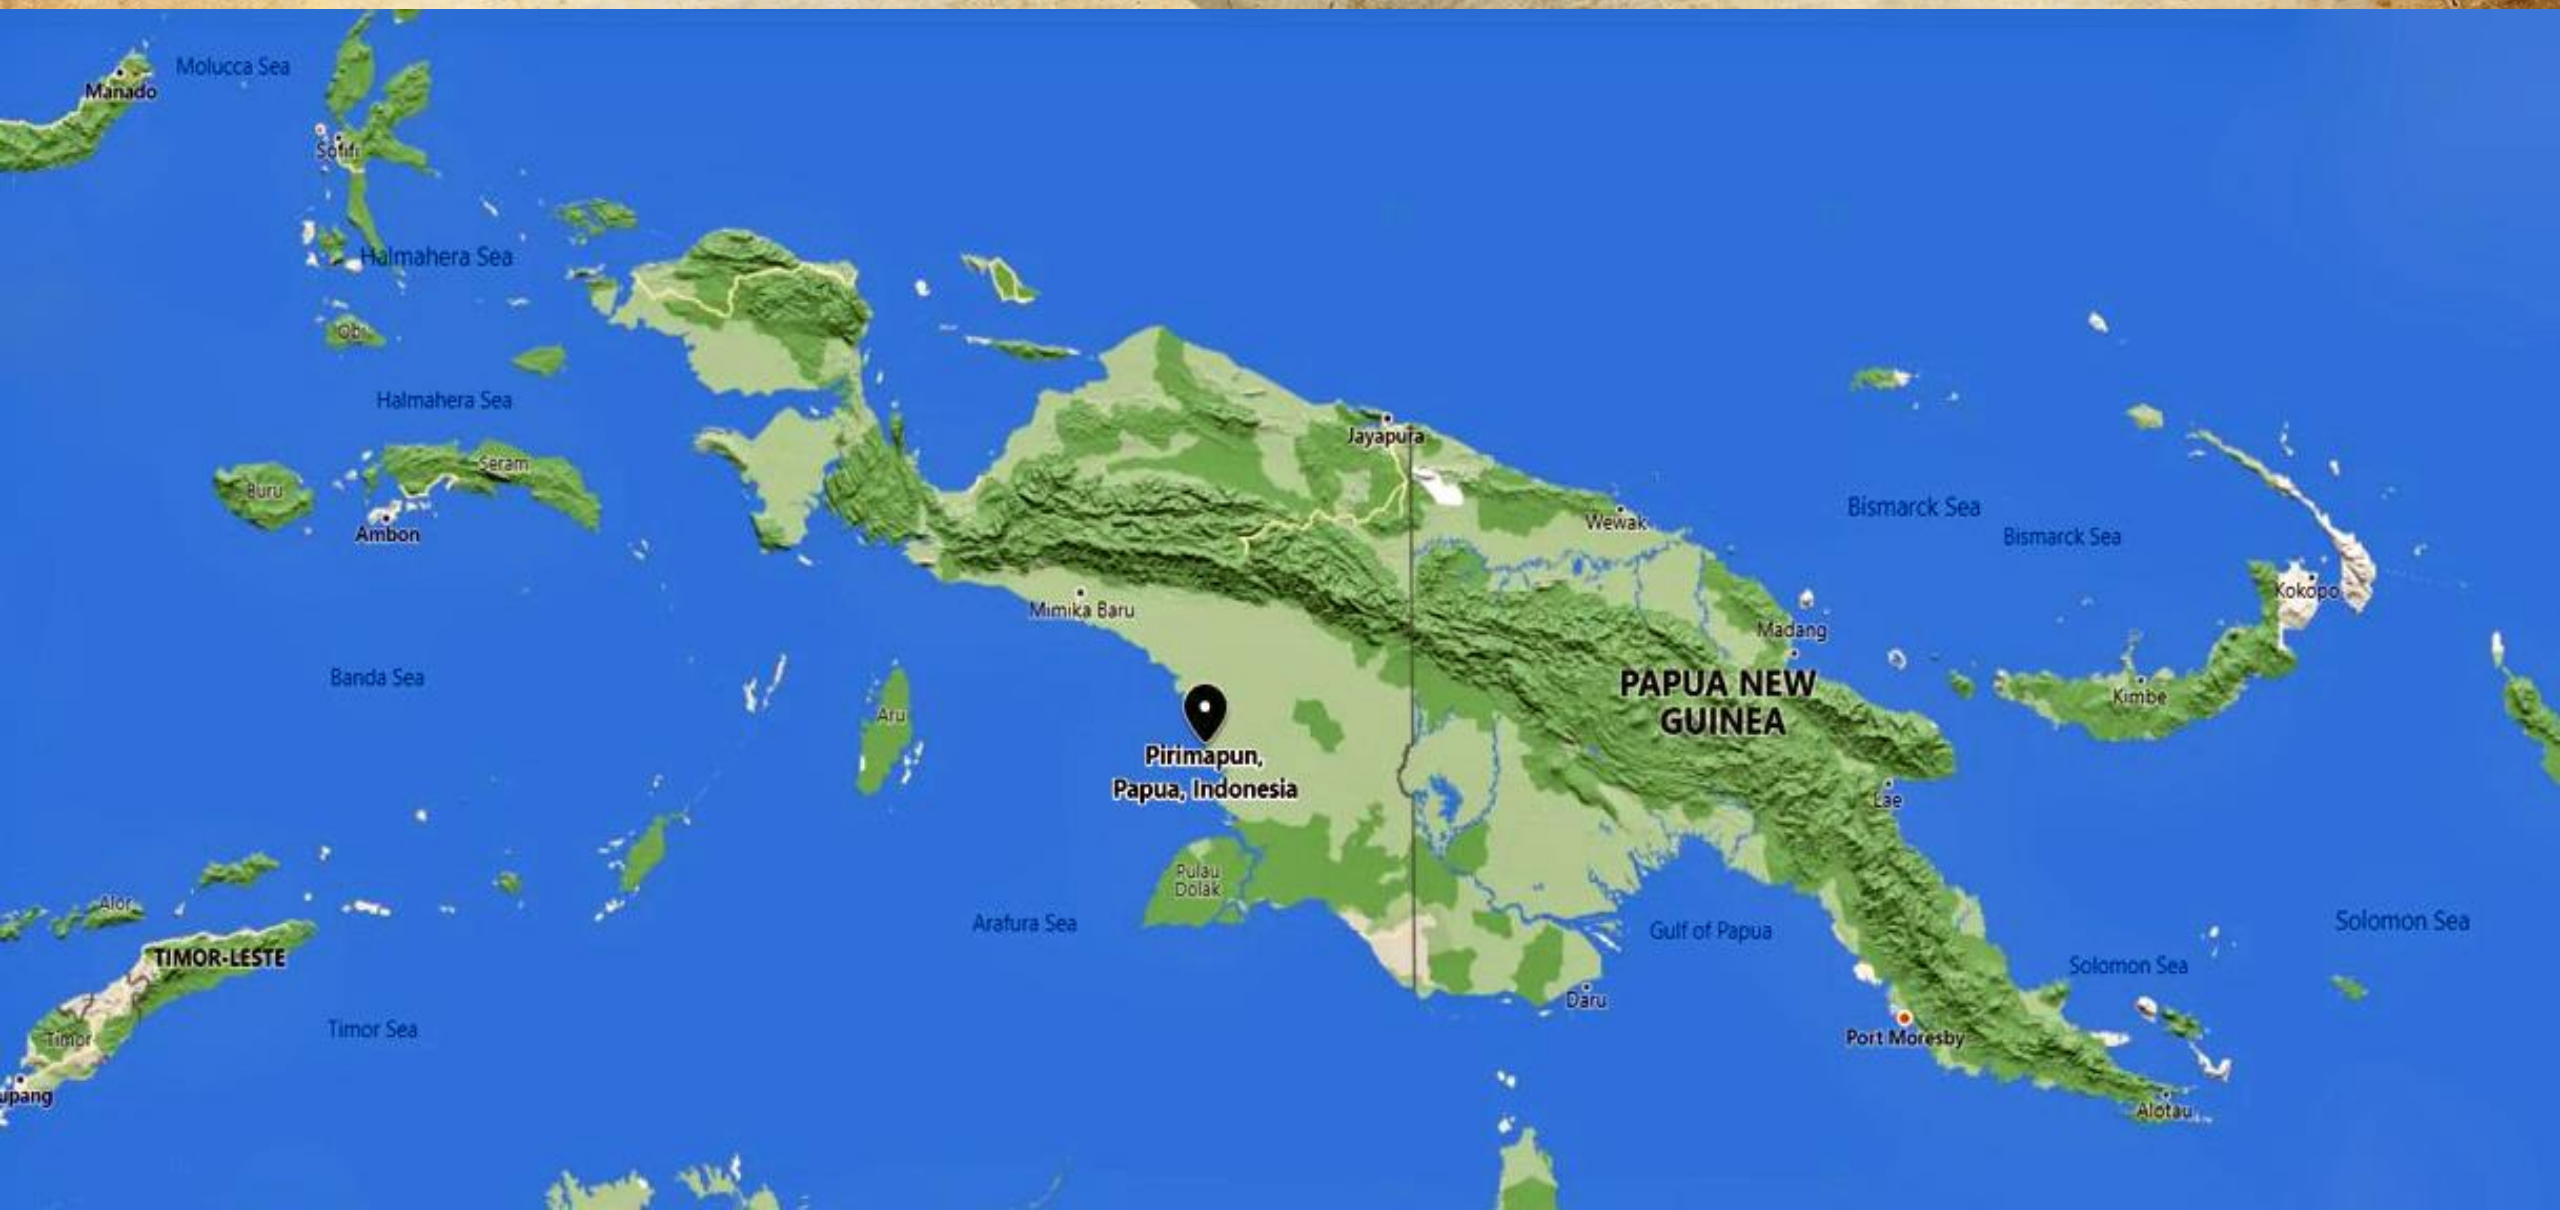 Molucca Sea
Manado
Sofifi
Halmahera Sea
Obi
Halmahera Sea
Jayapura
Seram
Buru
Ambon
Bismarck Sea
Wewak
Bismarck Sea
Kokopo
Mimika Baru
Madang
Banda Sea
PAPUA NEW
GUINEA
Kimbe
Aru
Pirimapun,
Papua, Indonesia
Lae
Pulau
Dolak
Alor
Arafura Sea
Gulf of Papua
Solomon Sea
TIMOR-LESTE
Solomon Sea
Daru
Timor Sea
Timor
Port Moresby
upang
Alotau